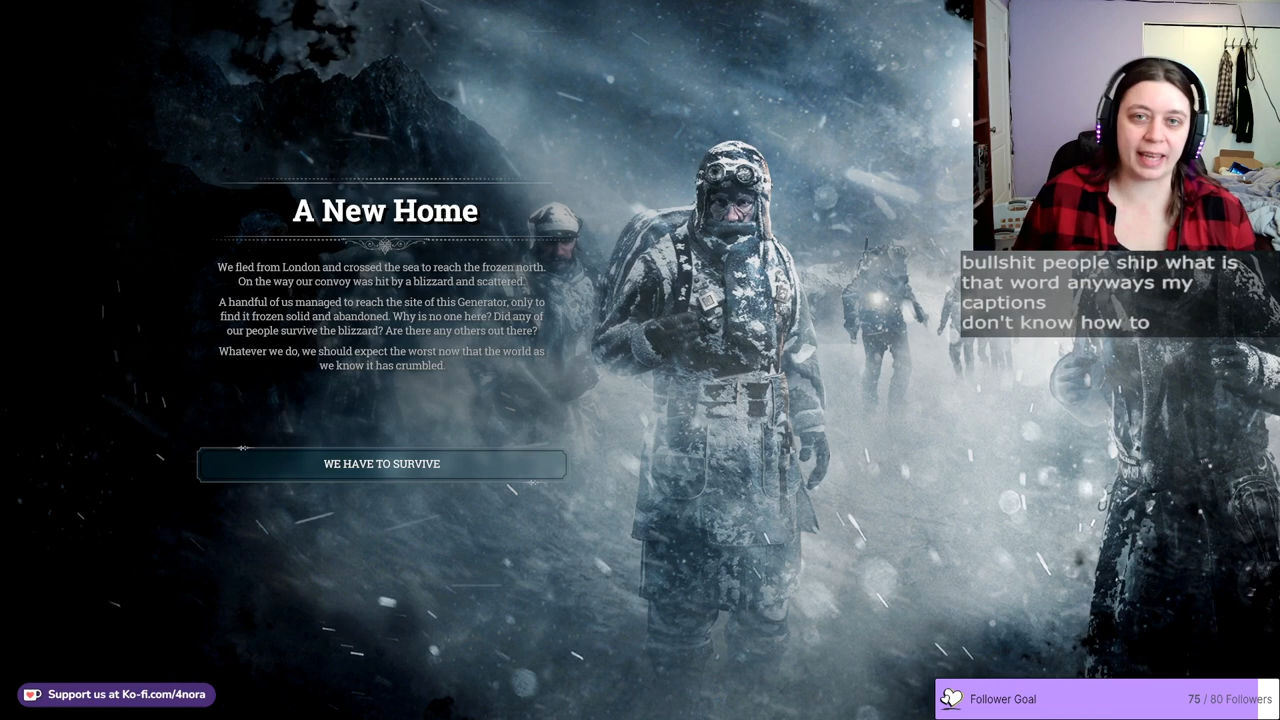 A New Home
We fled from London and crossed the sea to reach the frozen north.
On the way our convoy was hit by a blizzard and scattered.
A handful of us managed to reach the site of this Generator, only to
find it frozen solid and abandoned. Why is no one here? Did any of
our people survive the blizzard? Are there any others out there?
Whatever we do, we should expect the worst now that the world as
we know it has crumbled.
WE HAVE TO SURVIVE
bullshit people ship what is
that word anyways my
captions
don't know how to
Support us at Ko-fi.com/4nora
Follower Goal 75 / 80 Followers